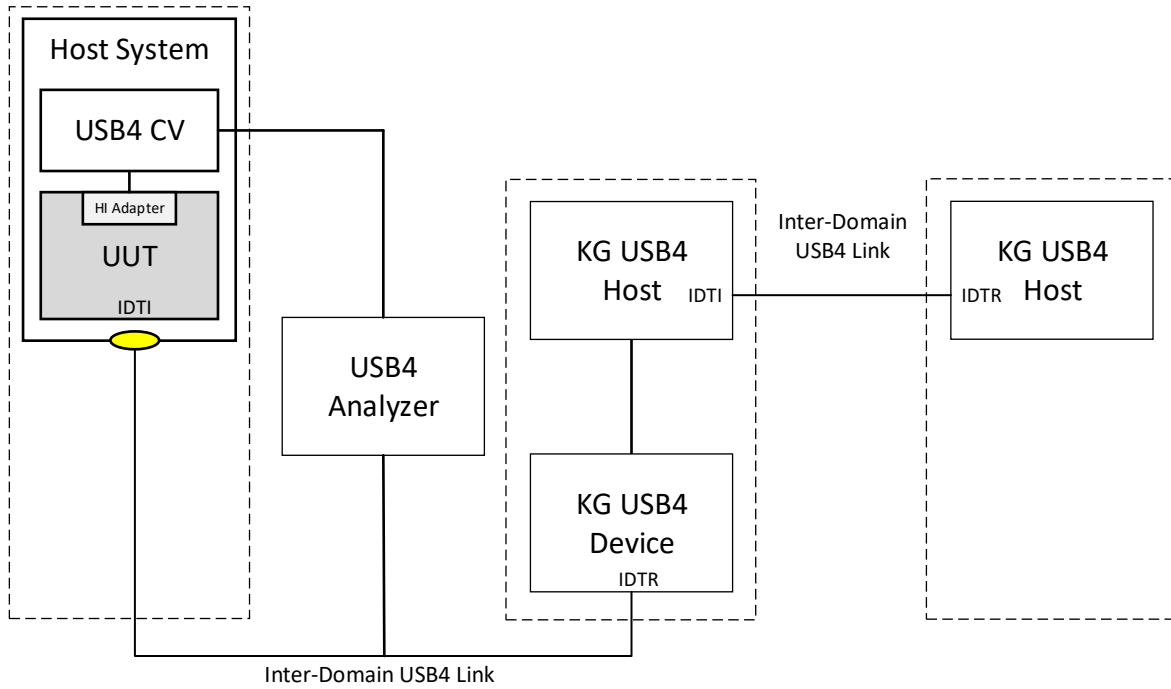 Host System
USB4 CV
HI Adapter
UUT
IDTI
USB4
Analyzer
KG USB4
Host
IDTI
Inter-Domain
USB4 Link
IDTR
KG USB4
Host
KG USB4
Device
IDTR
Inter-Domain USB4 Link